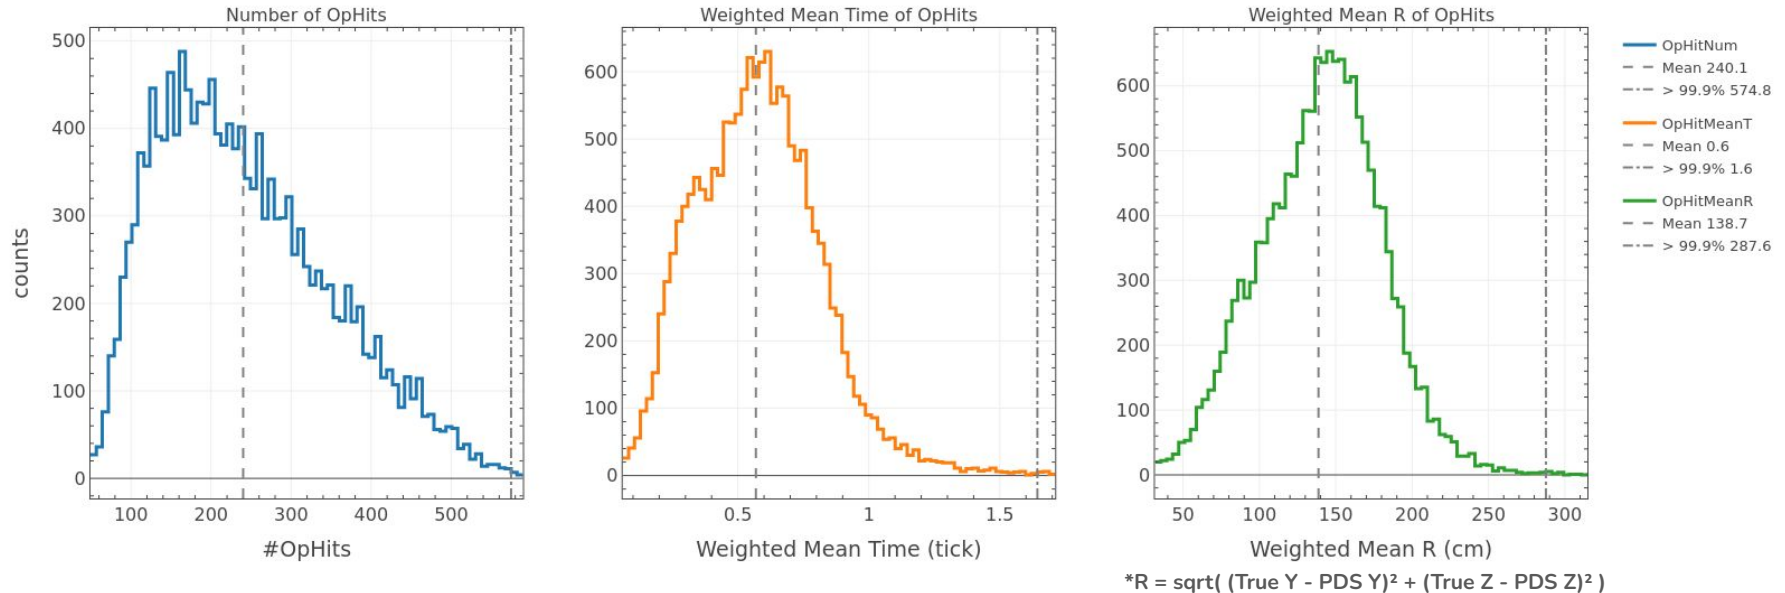 Number of OpHits
Weighted Mean Time of OpHits
Weighted Mean R of OpHits
counts
500
400
300
200
100
0
100
200
300
400
500
#OpHits
600
500
400
300
200
100
0
0.5
1
1.5
Weighted Mean Time (tick)
600
500
400
300
200
100
0
50
100
150
200
250
300
Weighted Mean R (cm)
*R = sqrt( (True Y - PDS Y)² + (True Z - PDS Z)² )
OpHitNum
Mean 240.1
> 99.9% 574.8
OpHitMeanT
Mean 0.6
> 99.9% 1.6
OpHitMeanR
Mean 138.7
> 99.9% 287.6